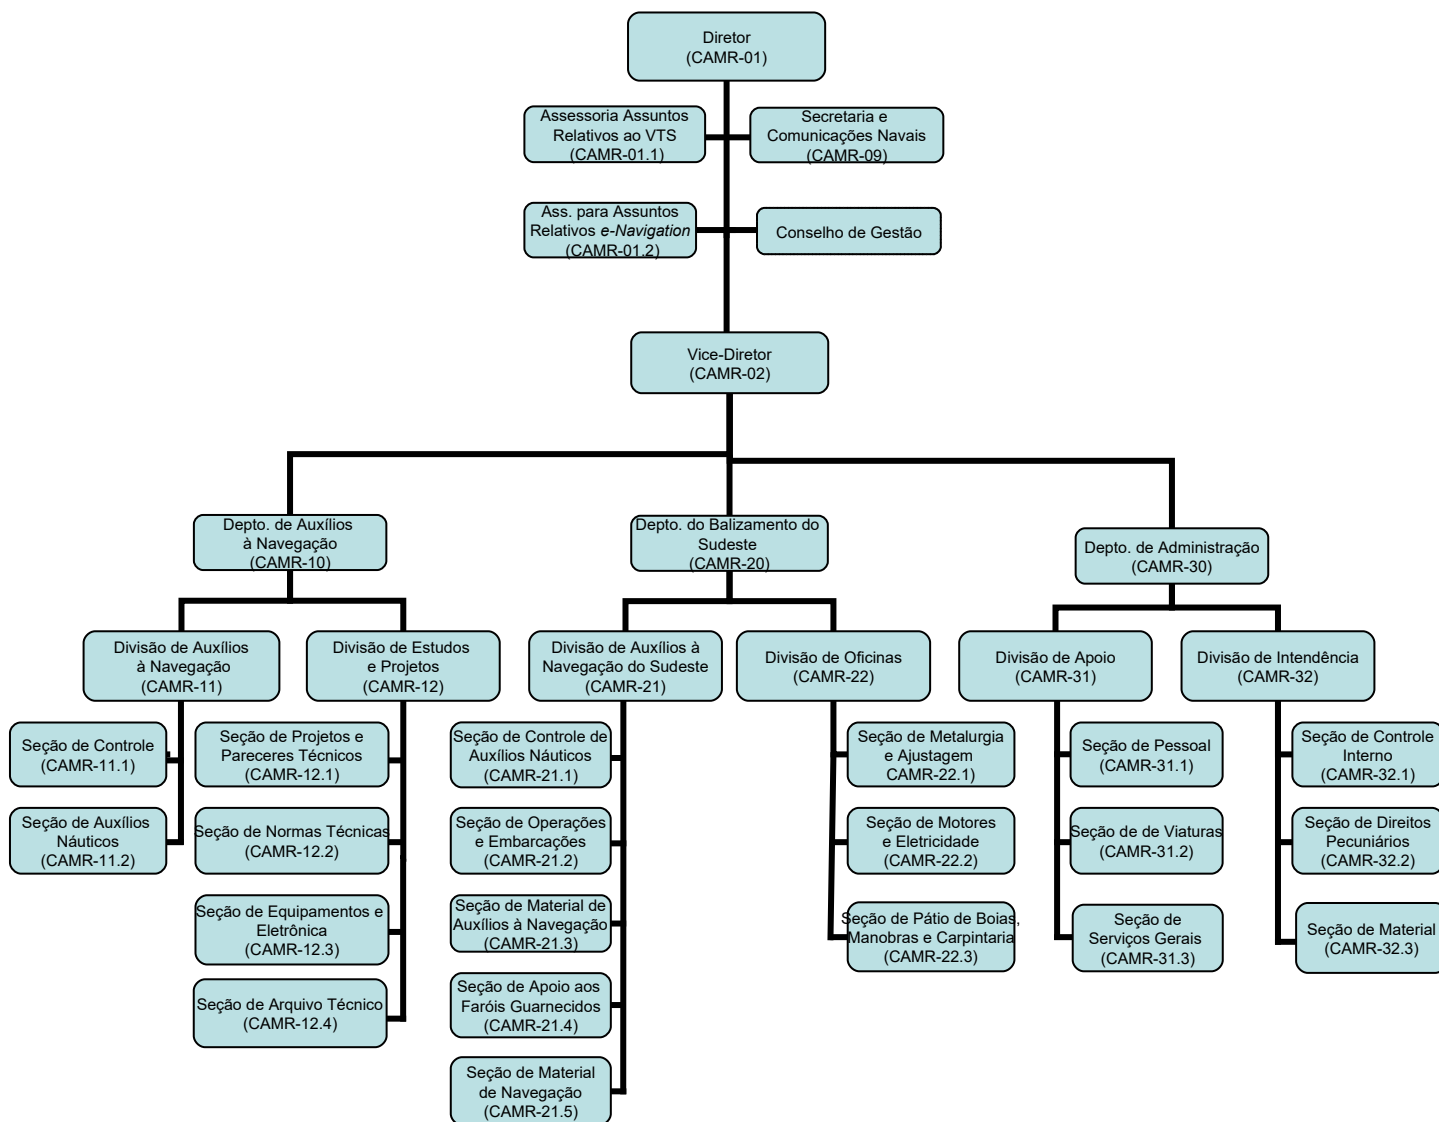 Diretor
(CAMR-01)
Assessoria Assuntos
Relativos ao VTS
(CAMR-01.1)
Secretaria e
Comunicações Navais
(CAMR-09)
Ass. para Assuntos
Relativos e-Navigation
(CAMR-01.2)
Conselho de Gestão
Vice-Diretor
(CAMR-02)
Depto. de Auxílios
à Navegação
(CAMR-10)
Depto. do Balizamento do
Sudeste
(CAMR-20)
Depto. de Administração
(CAMR-30)
Divisão de Auxílios
à Navegação
(CAMR-11)
Divisão de Estudos
e Projetos
(CAMR-12)
Divisão de Auxílios à
Navegação do Sudeste
(CAMR-21)
Divisão de Oficinas
(CAMR-22)
Divisão de Apoio
(CAMR-31)
Divisão de Intendência
(CAMR-32)
Seção de Controle
(CAMR-11.1)
Seção de Auxílios
Náuticos
(CAMR-11.2)
Seção de Projetos e
Pareceres Técnicos
(CAMR-12.1)
Seção de Normas Técnicas
(CAMR-12.2)
Seção de Equipamentos e
Eletrônica
(CAMR-12.3)
Seção de Arquivo Técnico
(CAMR-12.4)
Seção de Controle de
Auxílios Náuticos
(CAMR-21.1)
Seção de Operações
e Embarcações
(CAMR-21.2)
Seção de Material de
Auxílios à Navegação
(CAMR-21.3)
Seção de Apoio aos
Faróis Guarnecidos
(CAMR-21.4)
Seção de Material
de Navegação
(CAMR-21.5)
Seção de Metalurgia
e Ajustagem
CAMR-22.1)
Seção de Motores
e Eletricidade
(CAMR-22.2)
Seção de Pátio de Boias,
Manobras e Carpintaria
(CAMR-22.3)
Seção de Pessoal
(CAMR-31.1)
Seção de de Viaturas
(CAMR-31.2)
Seção de
Serviços Gerais
(CAMR-31.3)
Seção de Controle
Interno
(CAMR-32.1)
Seção de Direitos
Pecuniários
(CAMR-32.2)
Seção de Material
(CAMR-32.3)